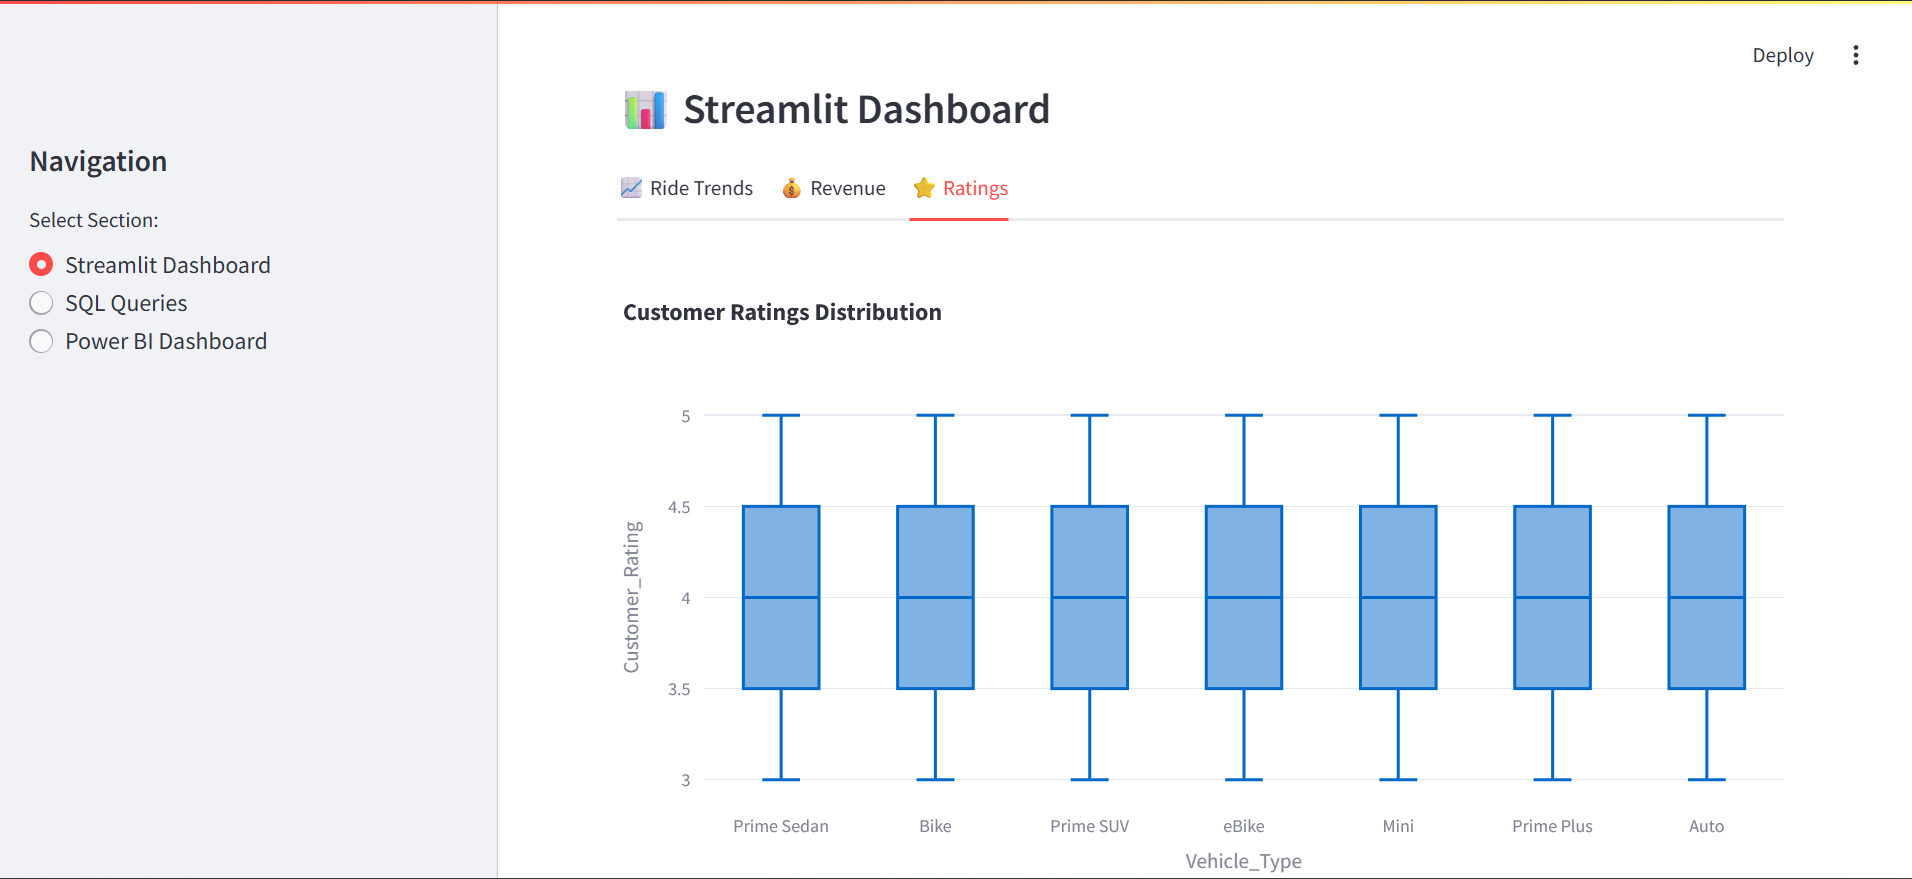 Deploy
Navigation
Select Section:
Streamlit Dashboard
SQL Queries
Power BI Dashboard
Streamlit Dashboard
Ride Trends
Revenue
Ratings
Customer Ratings Distribution
Customer_Rating
5
4.5
4
3.5
3
Prime Sedan
Bike
Prime SUV
eBike
Mini
Prime Plus
Auto
Vehicle_Type